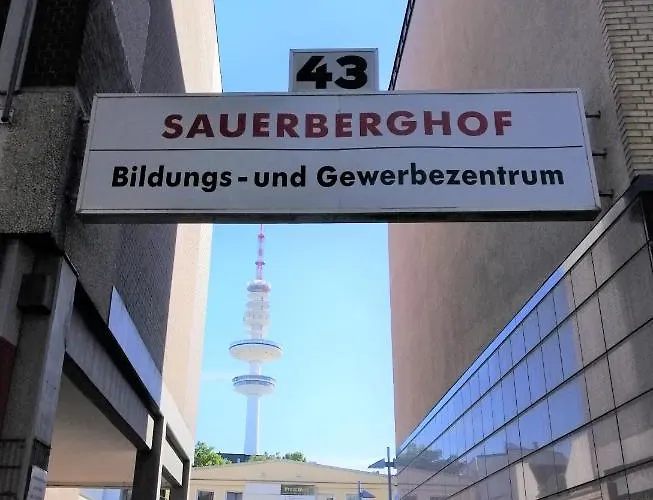 43
SAUERBERGHOF
Bildungs-und Gewerbezentrum